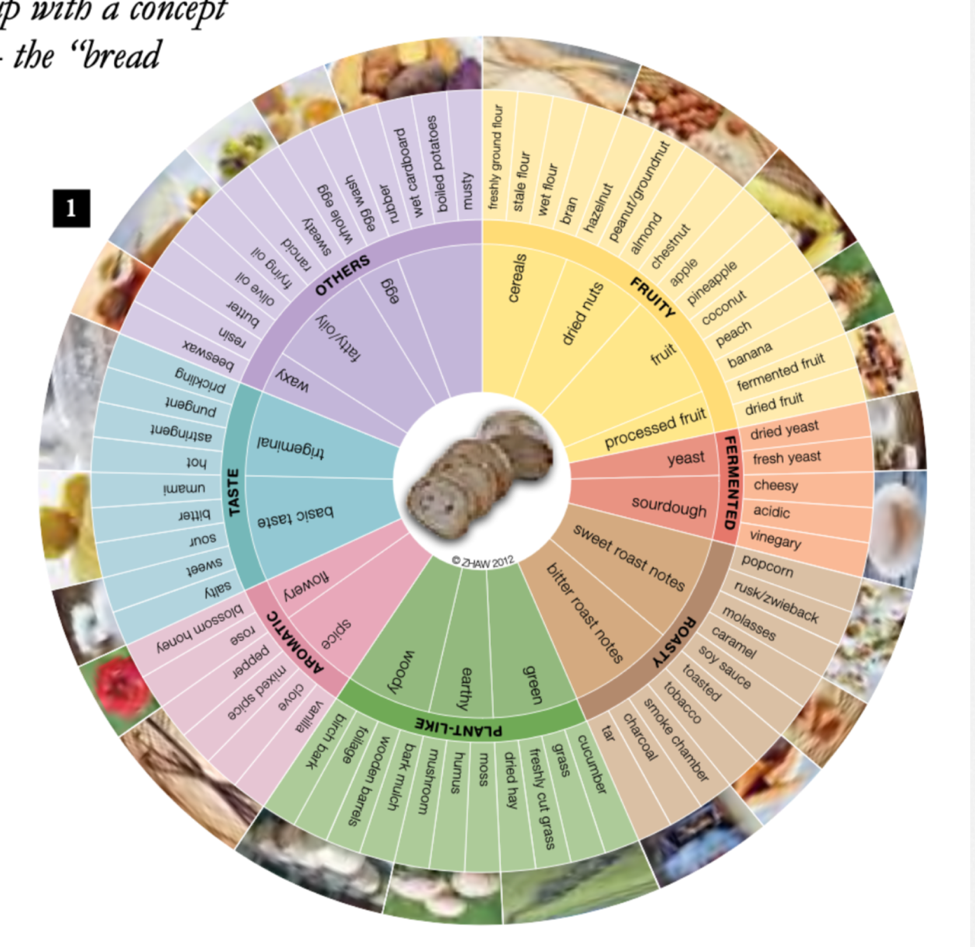 up with a concept
- the “bread
1
FRUITY
cereals
freshly ground flour
stale flour
wet flour
bran
dried nuts
hazelnut
peanut/groundnut
almond
chestnut
fruit
apple
pineapple
coconut
peach
banana
processed fruit
fermented fruit
dried fruit
FERMENTED
yeast
dried yeast
fresh yeast
sourdough
cheesy
acidic
vinegary
ROASTY
sweet roast notes
popcorn
rusk/zwieback
molasses
caramel
soy sauce
bitter roast notes
toasted
tobacco
smoke chamber
charcoal
tar
PLANT-LIKE
green
cucumber
grass
freshly cut grass
dried hay
earthy
moss
humus
mushroom
woody
bark mulch
wooden barrels
foliage
birch bark
AROMATIC
spice
vanilla
clove
mixed spice
pepper
flowery
rose
blossom honey
TASTE
basic taste
salty
sweet
sour
bitter
umami
trigeminal
hot
astringent
pungent
prickling
OTHERS
waxy
beeswax
resin
fatty/oily
butter
olive oil
frying oil
rancid
sweaty
egg
whole egg
egg wash
rubber
wet cardboard
boiled potatoes
musty
© ZHAW 2012